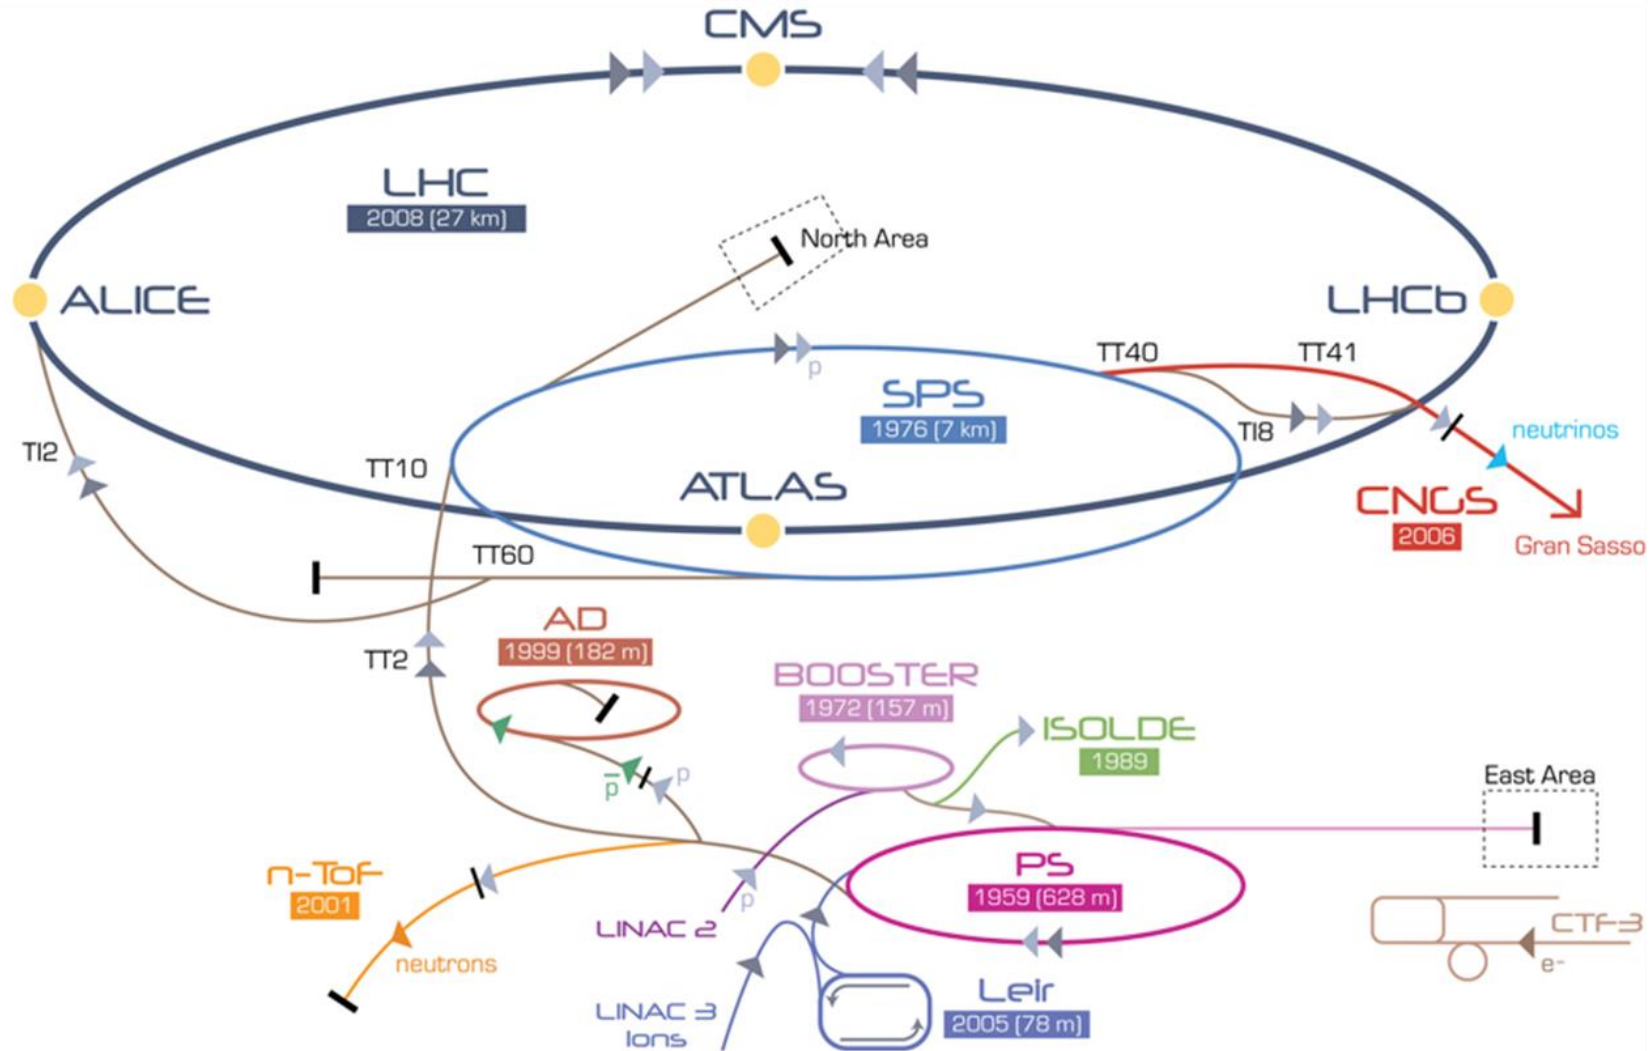 CMS
LHC
2008 (27 km)
North Area
ALICE
LHCb
TT40
TT41
p
SPS
1976 (7 km)
TI8
neutrinos
TI2
TT10
ATLAS
CNGS
2006
Gran Sasso
TT60
AD
1999 (182 m)
TT2
BOOSTER
1972 (157 m)
ISOLDE
1989
p
p̅
East Area
n-ToF
2001
PS
1959 (628 m)
p
LINAC 2
neutrons
CTF-3
e-
Leir
2005 (78 m)
LINAC 3
Ions